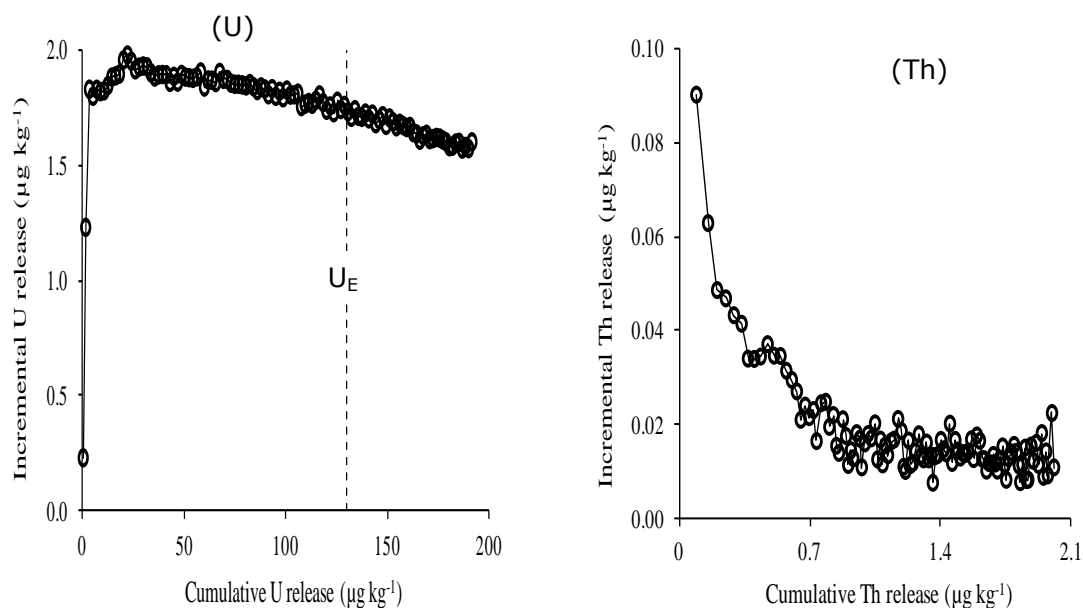 (U)
2.0
1.5
1.0
0.5
0.0
Incremental U release (µg kg⁻¹)
U_E
0
50
100
150
200
Cumulative U release (µg kg⁻¹)
(Th)
0.10
0.08
0.06
0.04
0.02
0.00
Incremental Th release (µg kg⁻¹)
0
0.7
1.4
2.1
Cumulative Th release (µg kg⁻¹)